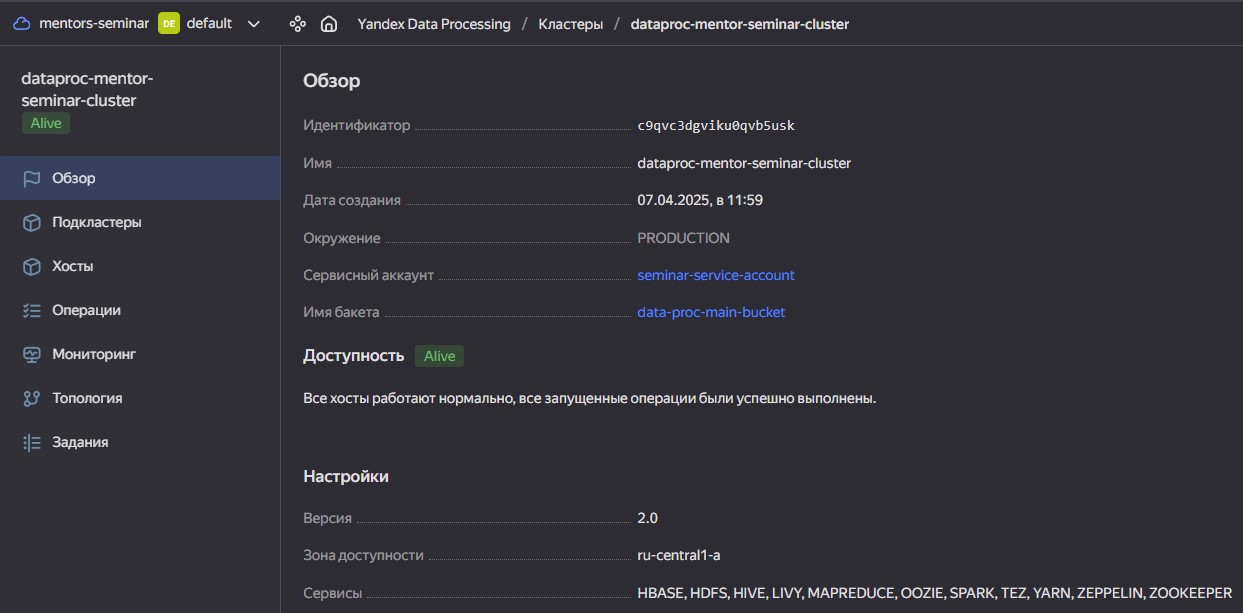 mentors-seminar DE default Yandex Data Processing / Кластеры / dataproc-mentor-seminar-cluster
dataproc-mentor-
seminar-cluster
Alive
Обзор
Подкластеры
Хосты
Операции
Мониторинг
Топология
Задания
Обзор
Идентификатор c9qvc3dgviku0qvb5usk
Имя dataproc-mentor-seminar-cluster
Дата создания 07.04.2025, в 11:59
Окружение PRODUCTION
Сервисный аккаунт seminar-service-account
Имя бакета data-proc-main-bucket
Доступность Alive
Все хосты работают нормально, все запущенные операции были успешно выполнены.
Настройки
Версия 2.0
Зона доступности ru-central1-a
Сервисы HBASE, HDFS, HIVE, LIVY, MAPREDUCE, OOZIE, SPARK, TEZ, YARN, ZEPPELIN, ZOOKEEPER